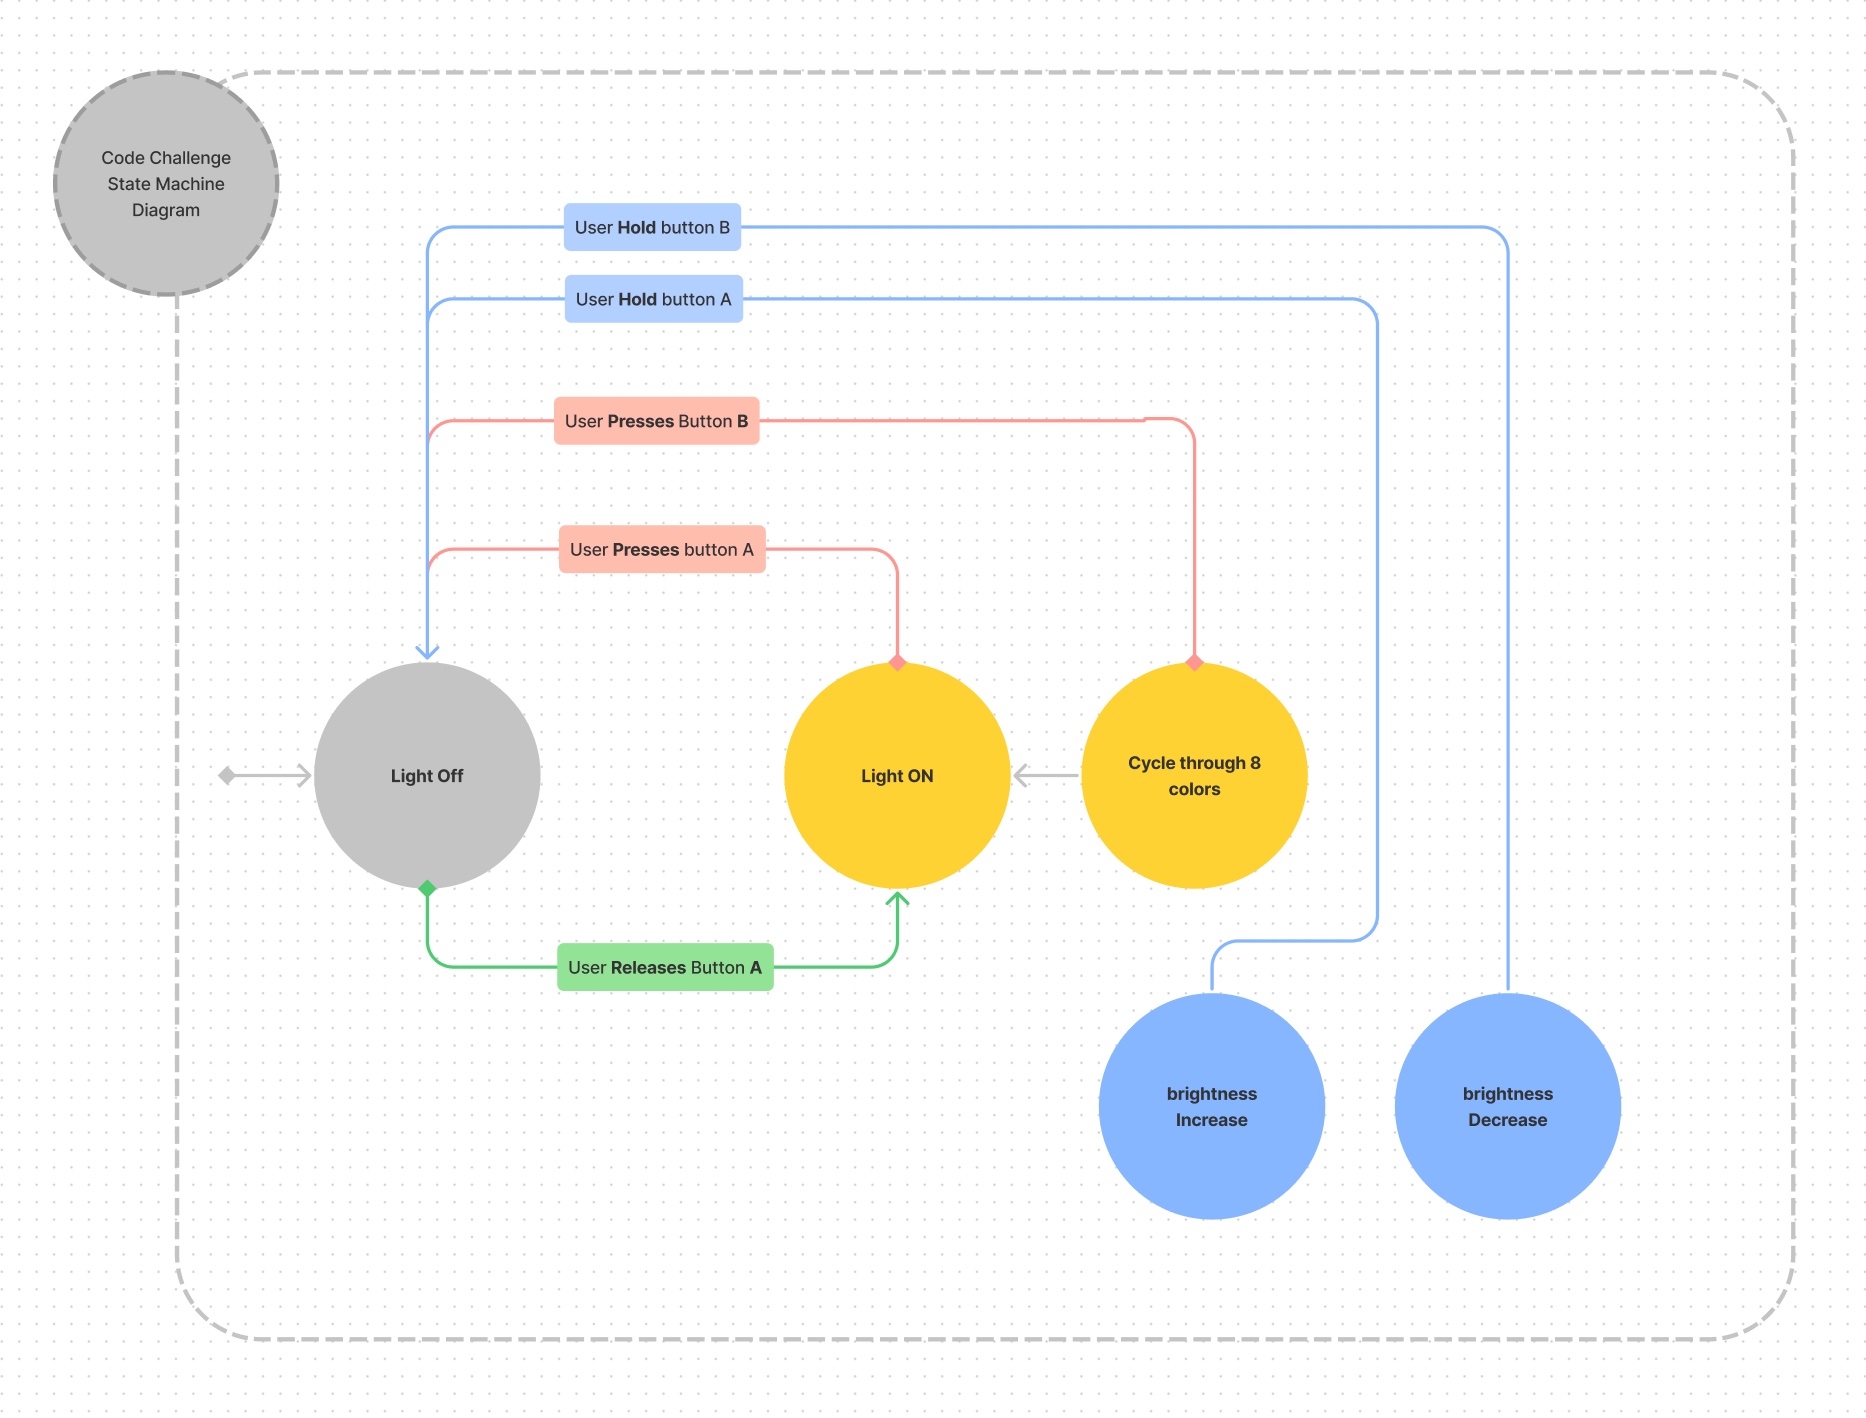 Code Challenge
State Machine
Diagram
User Hold button B
User Hold button A
User Presses Button B
User Presses button A
Light Off
Light ON
Cycle through 8
colors
User Releases Button A
brightness
Increase
brightness
Decrease